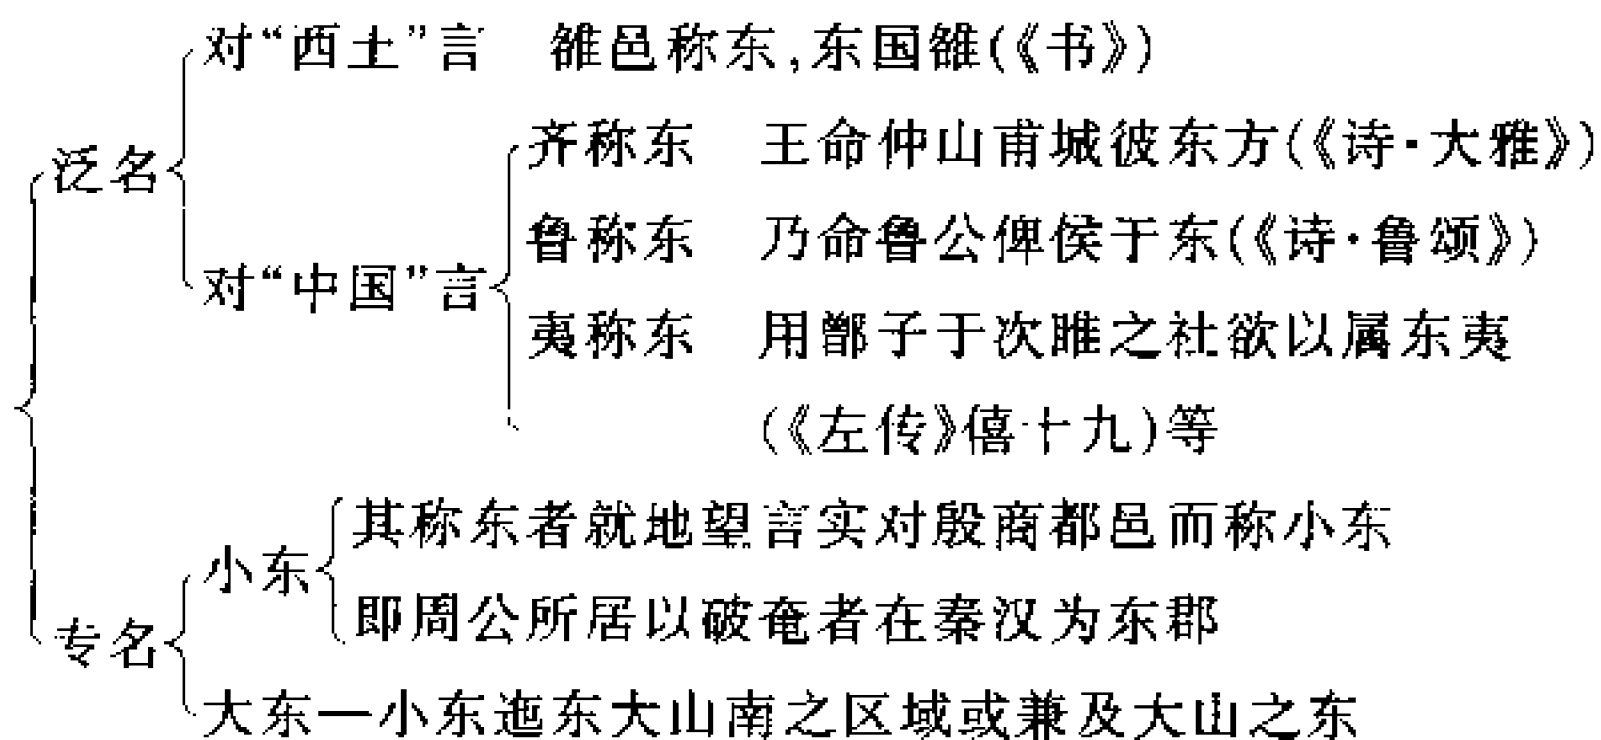 对“西土”言 雒邑称东,东国雒(《书》)
齐称东 王命仲山甫城彼东方(《诗·大雅》)
泛名
鲁称东 乃命鲁公俾侯于东(《诗·鲁颂》)
对“中国”言
夷称东 用鄫子于次睢之社欲以属东夷
(《左传》僖十九)等
其称东者就地望言实对殷商都邑而称小东
小东
即周公所居以破奄者在秦汉为东郡
专名
大东—小东迤东大山南之区域或兼及大山之东